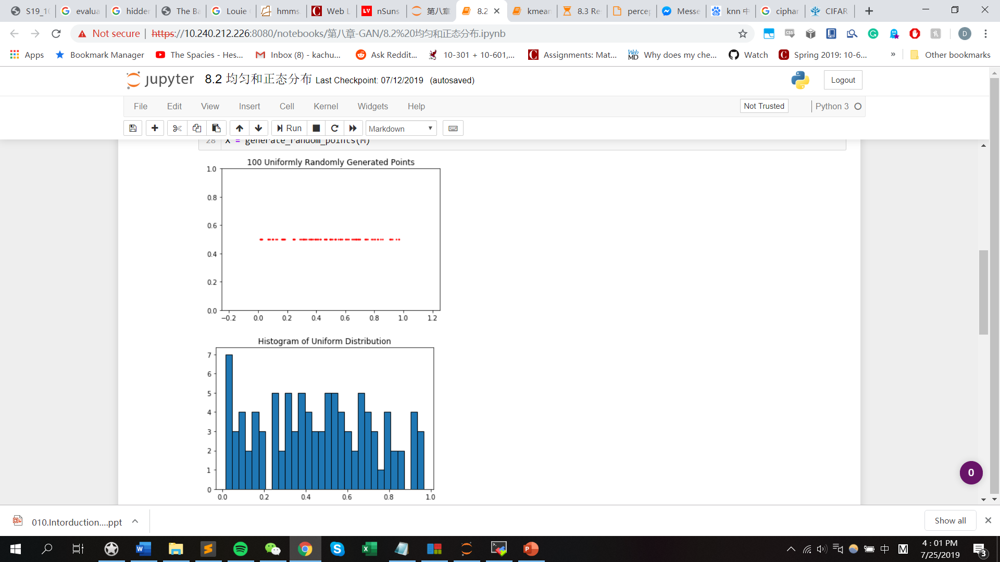 S19_10
evalua
hidder
The Ba
Louie
hmms.
Web L
nSuns
第八章
8.2
kmean
8.3 Re
percep
Messe
knn 中
ciphar
CIFAR
Not secure | https://10.240.212.226:8080/notebooks/第八章-GAN/8.2%20均匀和正态分布.ipynb
D
Apps
Bookmark Manager
The Spacies - Hes...
Inbox (8) - kachu...
Ask Reddit...
10-301 + 10-601,...
Assignments: Mat...
Why does my che...
Watch
Spring 2019: 10-6...
»
Other bookmarks
jupyter 8.2 均匀和正态分布 Last Checkpoint: 07/12/2019 (autosaved)
Logout
File Edit View Insert Cell Kernel Widgets Help
Not Trusted
Python 3
Run
Markdown
28 X = generate_random_points(M)
100 Uniformly Randomly Generated Points
1.0
0.8
0.6
0.4
0.2
0.0
−0.2 0.0 0.2 0.4 0.6 0.8 1.0 1.2
Histogram of Uniform Distribution
7
6
5
4
3
2
1
0
0.0 0.2 0.4 0.6 0.8 1.0
0
010.Intorduction....ppt
Show all
中
M
4 : 01 PM
7/25/2019
3